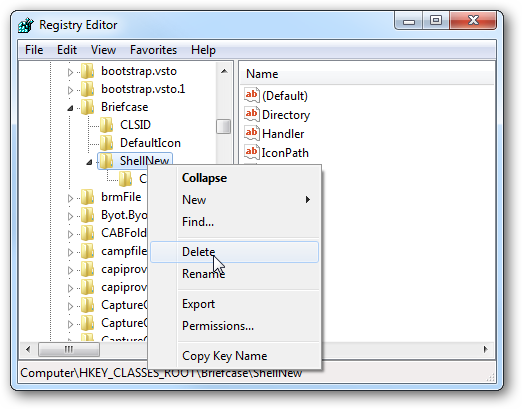 Registry Editor
File Edit View Favorites Help
bootstrap.vsto
bootstrap.vsto.1
Briefcase
CLSID
DefaultIcon
ShellNew
C
brmFile
Byot.Byo
CABFold
campfile
capiprov
capiprov
CaptureC
CaptureC
Name
ab (Default)
ab Directory
ab Handler
ab IconPath
Collapse
New
Find...
Delete
Rename
Export
Permissions...
Copy Key Name
Computer\HKEY_CLASSES_ROOT\Briefcase\ShellNew